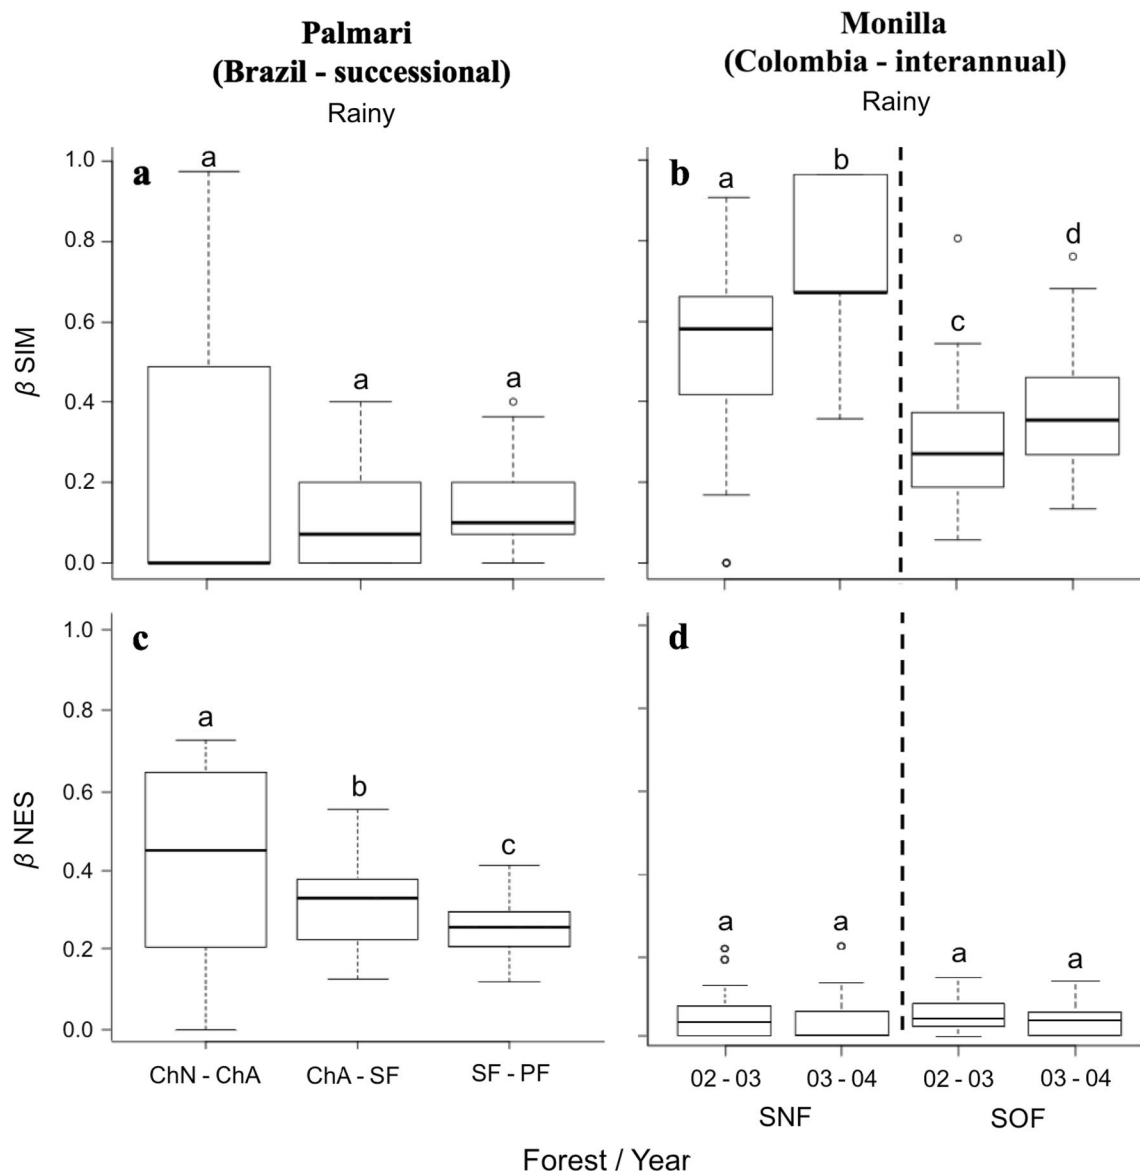 Palmari
(Brazil - successional)
Rainy
Monilla
(Colombia - interannual)
Rainy
a
b
β SIM
1.0
0.8
0.6
0.4
0.2
0.0
a
a
a
a
b
c
d
c
d
β NES
1.0
0.8
0.6
0.4
0.2
0.0
a
b
c
a
a
a
a
ChN - ChA
ChA - SF
SF - PF
02 - 03
03 - 04
02 - 03
03 - 04
SNF
SOF
Forest / Year